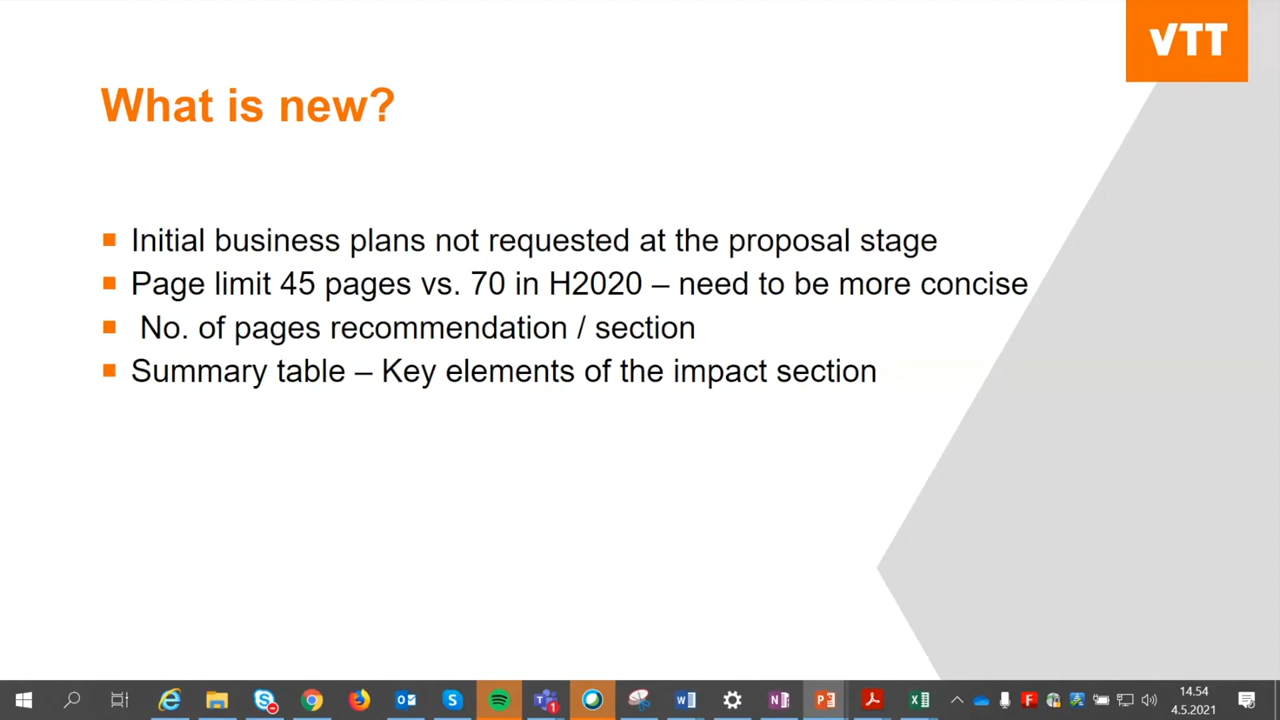 VTT
What is new?
Initial business plans not requested at the proposal stage
Page limit 45 pages vs. 70 in H2020 – need to be more concise
No. of pages recommendation / section
Summary table – Key elements of the impact section
14.54
4.5.2021